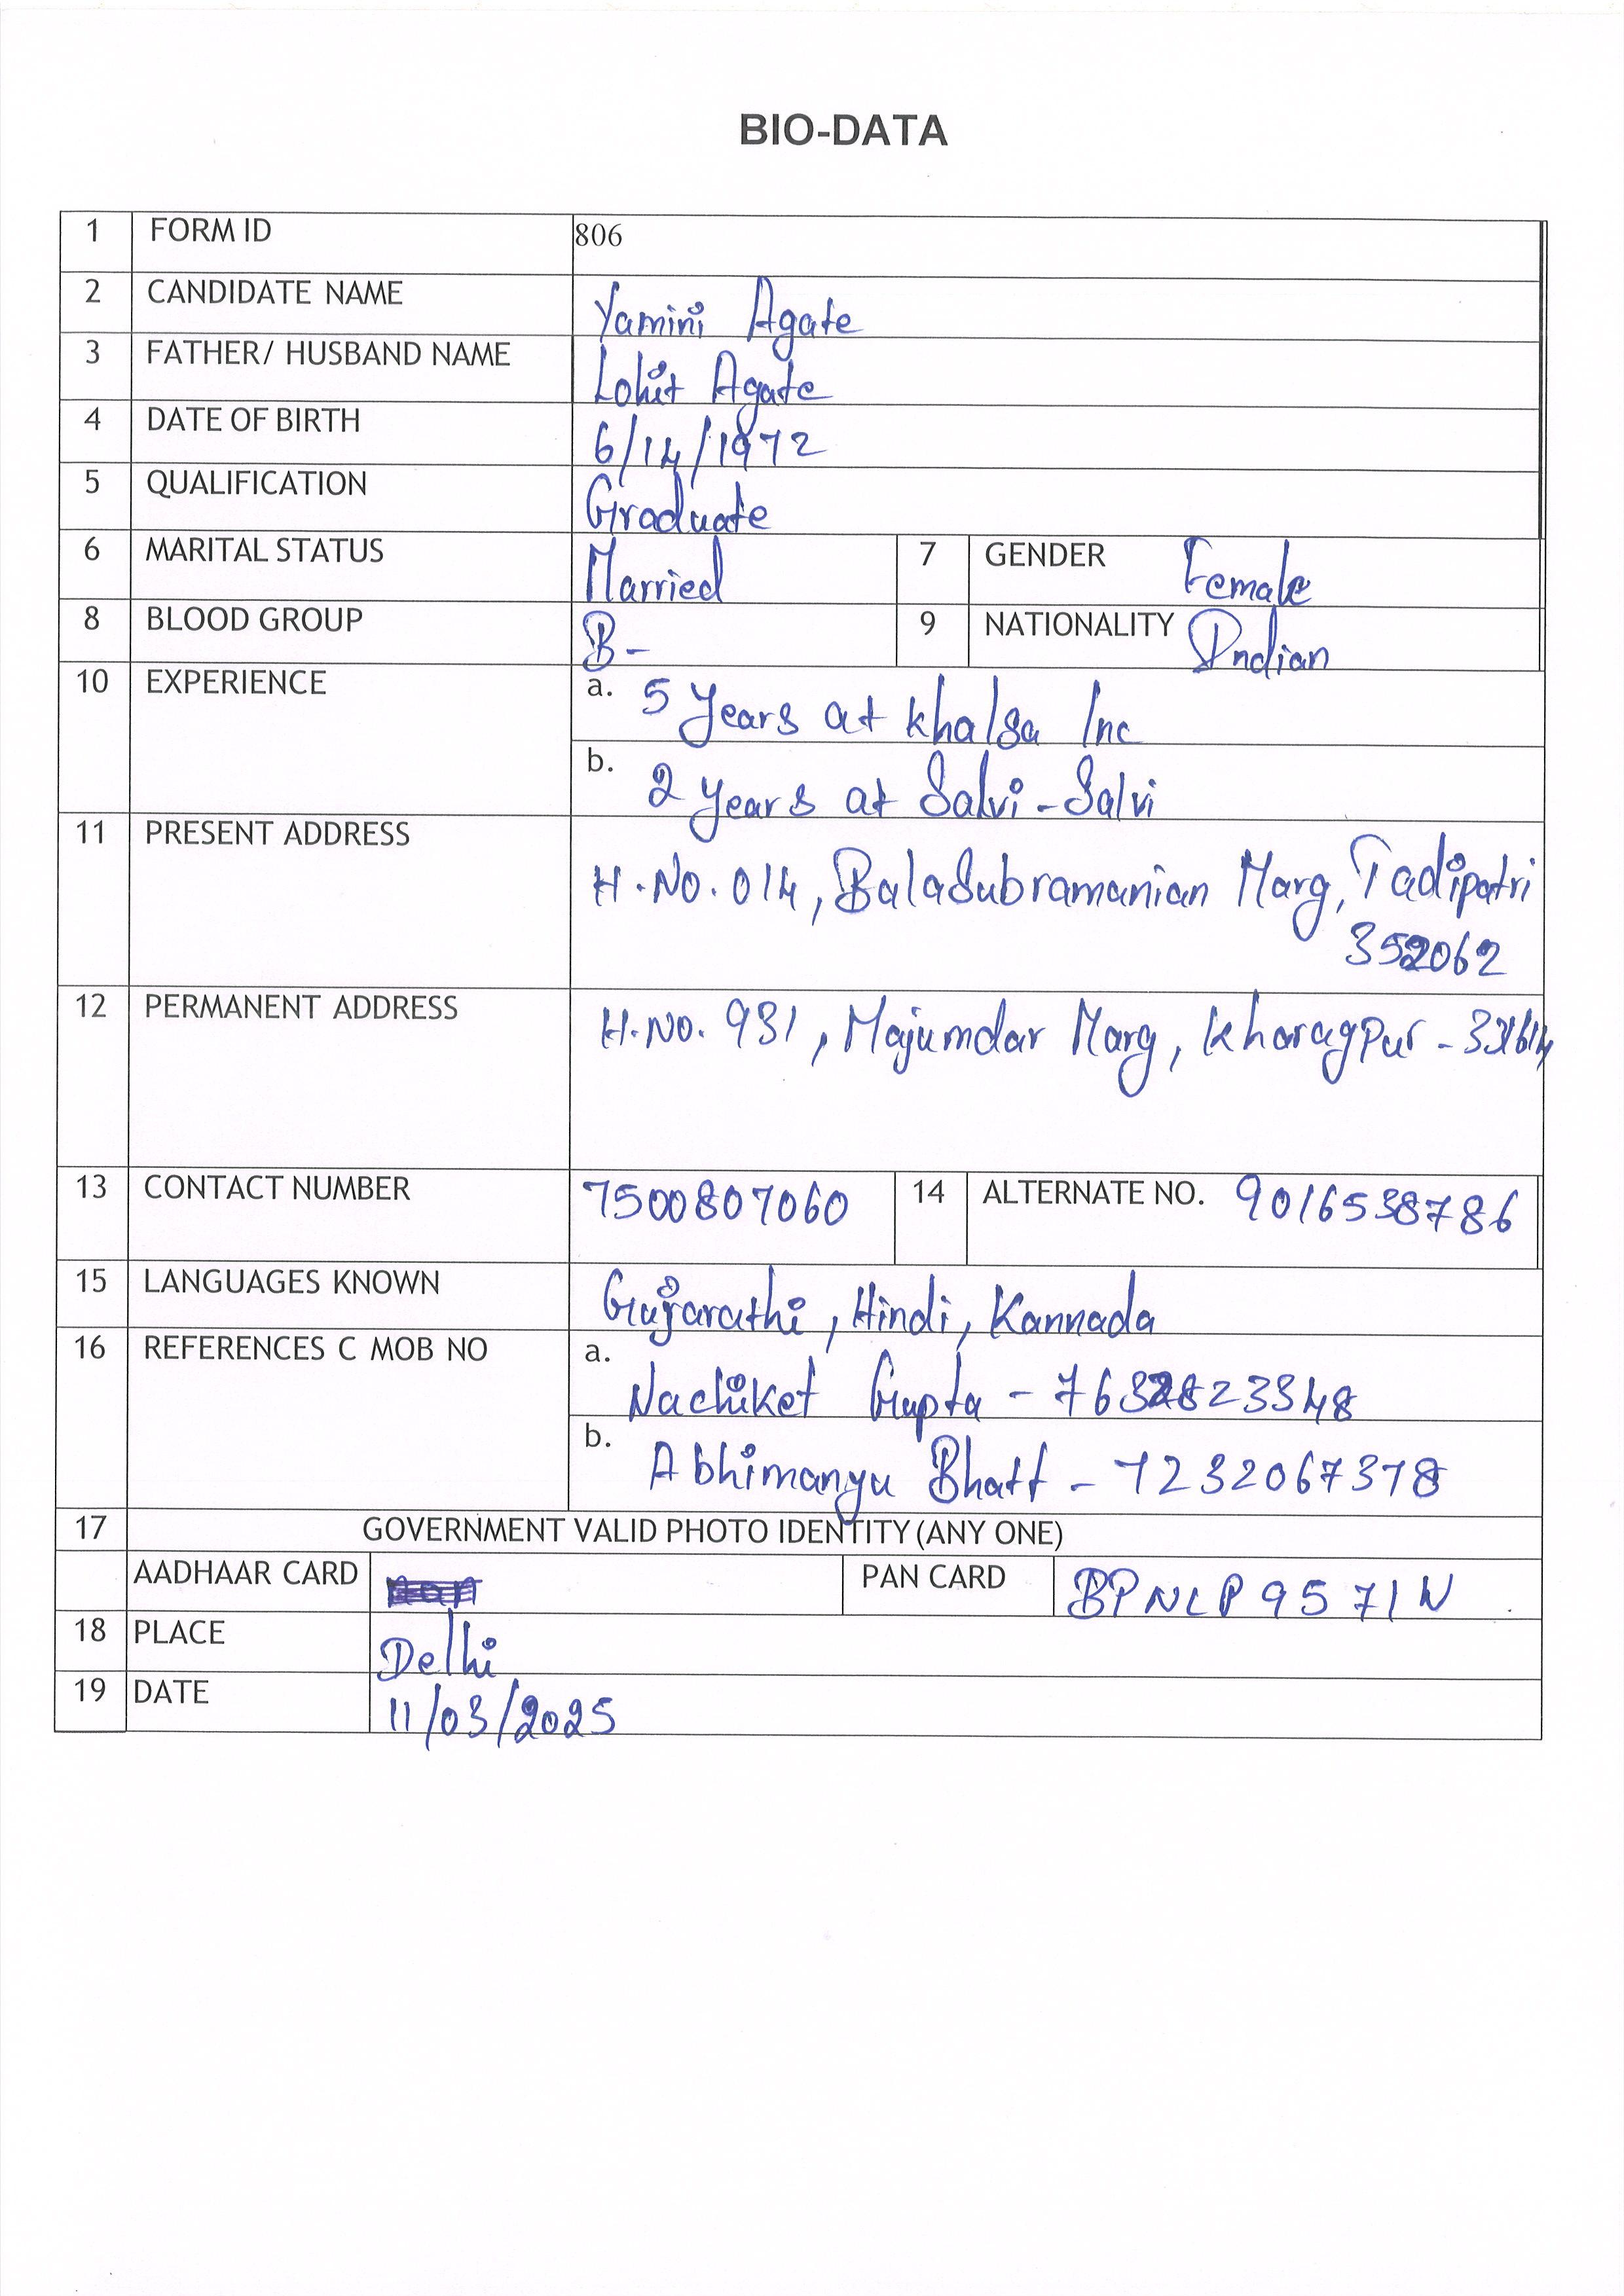 BIO-DATA
1 FORM ID 806
2 CANDIDATE NAME Yamini Agate
3 FATHER/ HUSBAND NAME Lohit Agate
4 DATE OF BIRTH 6/14/1972
5 QUALIFICATION Graduate
6 MARITAL STATUS Married 7 GENDER Female
8 BLOOD GROUP B- 9 NATIONALITY Indian
10 EXPERIENCE a. 5 Years at Khalsa Inc
b. 2 years at Salvi-Salvi
11 PRESENT ADDRESS
H.No. 014, Balasubramanian Marg, Tadipatri
352062
12 PERMANENT ADDRESS H.No. 931, Majumdar Marg, Kharagpur -
13 CONTACT NUMBER 7500807060 14 ALTERNATE NO. 9016538786
15 LANGUAGES KNOWN Gujarathi, Hindi, Kannada
16 REFERENCES C MOB NO a. Nachiket Gupta - 7632823348
b. Abhimanyu Bhatt - 7232067378
17 GOVERNMENT VALID PHOTO IDENTITY (ANY ONE)
AADHAAR CARD PAN CARD BPNLP9571N
18 PLACE Delhi
19 DATE 11/03/2025